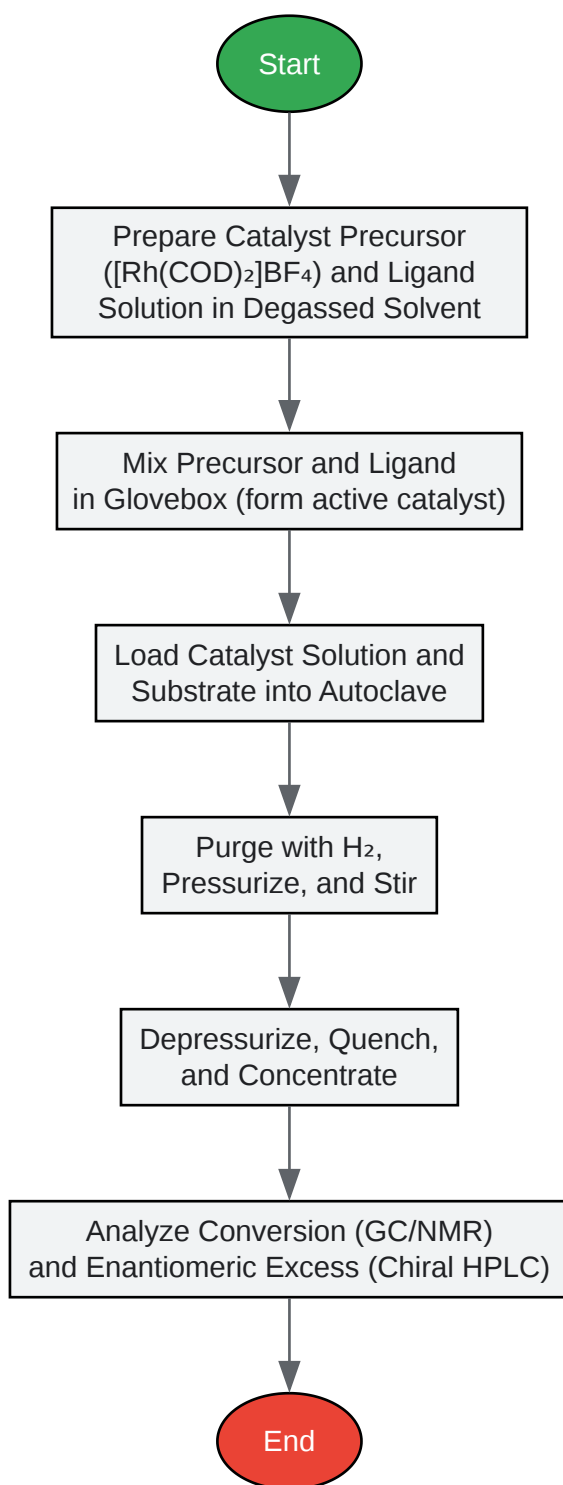 Start
Prepare Catalyst Precursor
([Rh(COD)₂]BF₄) and Ligand
Solution in Degassed Solvent
Mix Precursor and Ligand
in Glovebox (form active catalyst)
Load Catalyst Solution and
Substrate into Autoclave
Purge with H₂,
Pressurize, and Stir
Depressurize, Quench,
and Concentrate
Analyze Conversion (GC/NMR)
and Enantiomeric Excess (Chiral HPLC)
End